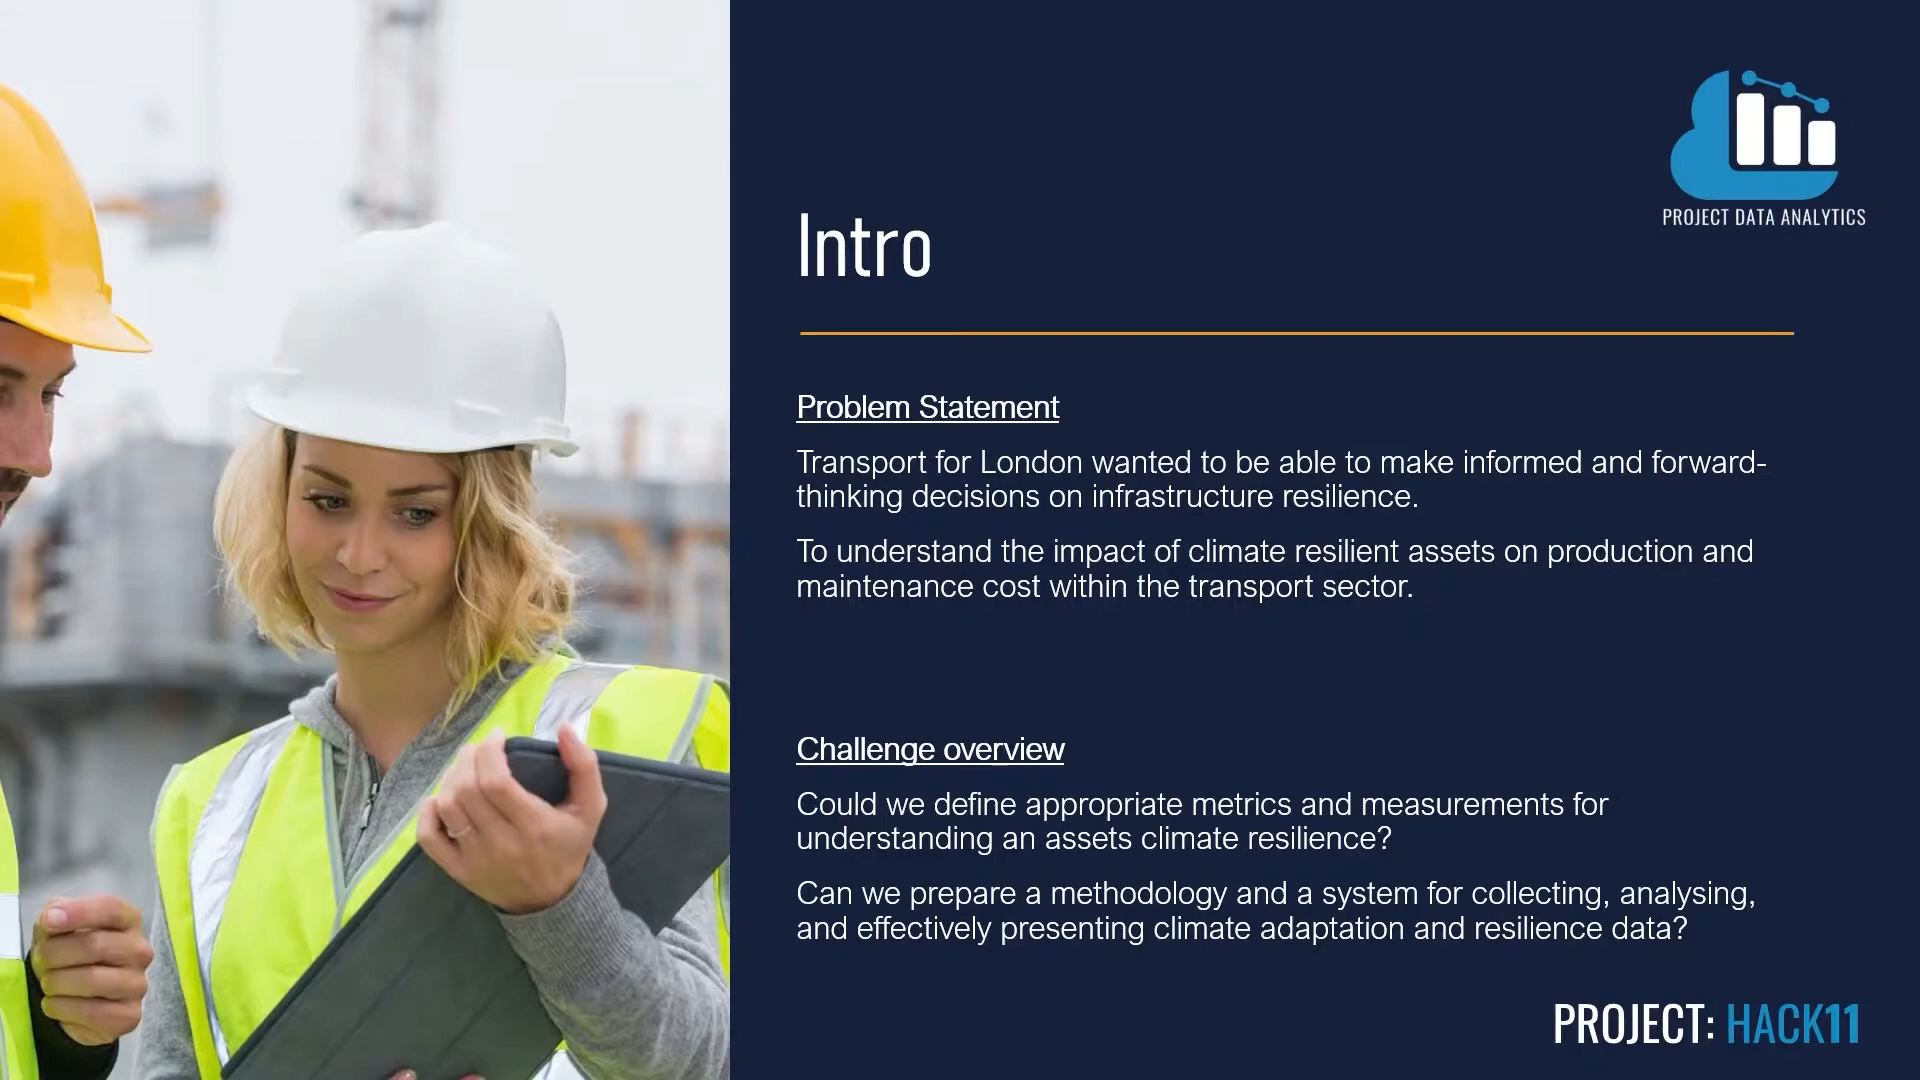 PROJECT DATA ANALYTICS
Intro
Problem Statement
Transport for London wanted to be able to make informed and forward-
thinking decisions on infrastructure resilience.
To understand the impact of climate resilient assets on production and
maintenance cost within the transport sector.
Challenge overview
Could we define appropriate metrics and measurements for
understanding an assets climate resilience?
Can we prepare a methodology and a system for collecting, analysing,
and effectively presenting climate adaptation and resilience data?
PROJECT: HACK11